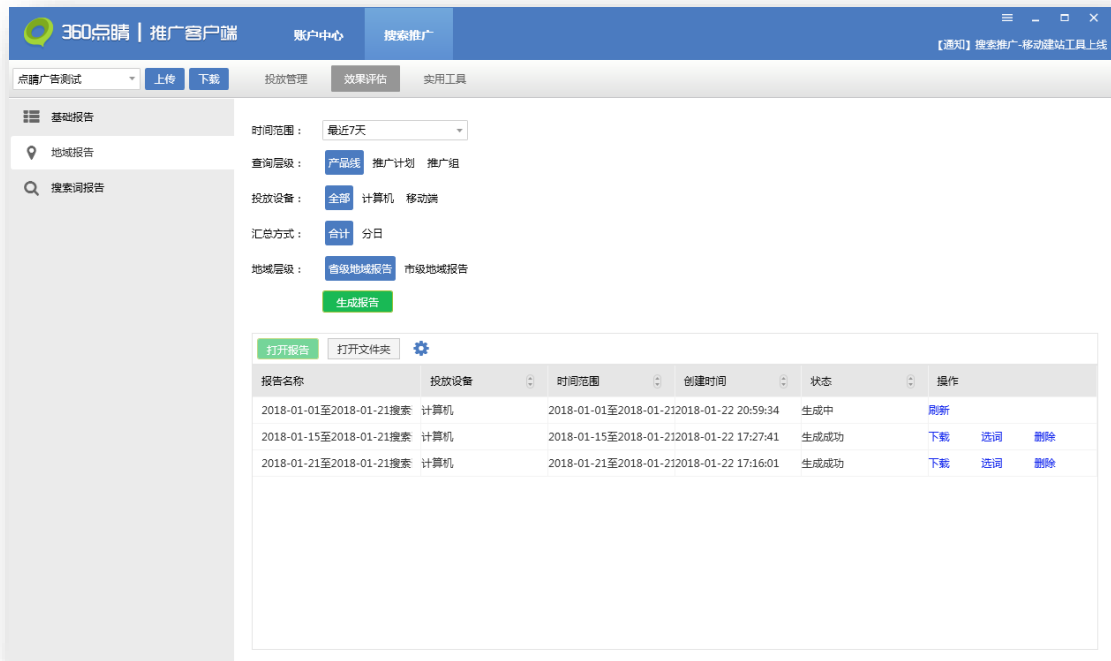 360点睛 | 推广客户端 账户中心 搜索推广
【通知】搜索推广-移动建站工具上线
点睛广告测试 上传 下载 投放管理 效果评估 实用工具
基础报告
地域报告
搜索词报告
时间范围： 最近7天
查询层级： 产品线 推广计划 推广组
投放设备： 全部 计算机 移动端
汇总方式： 合计 分日
地域层级： 省级地域报告 市级地域报告
生成报告
打开报告 打开文件夹
报告名称 投放设备 时间范围 创建时间 状态 操作
2018-01-01至2018-01-21搜索 计算机 2018-01-01至2018-01-21 2018-01-22 20:59:34 生成中 刷新
2018-01-15至2018-01-21搜索 计算机 2018-01-15至2018-01-21 2018-01-22 17:27:41 生成成功 下载 选词 删除
2018-01-21至2018-01-21搜索 计算机 2018-01-21至2018-01-21 2018-01-22 17:16:01 生成成功 下载 选词 删除